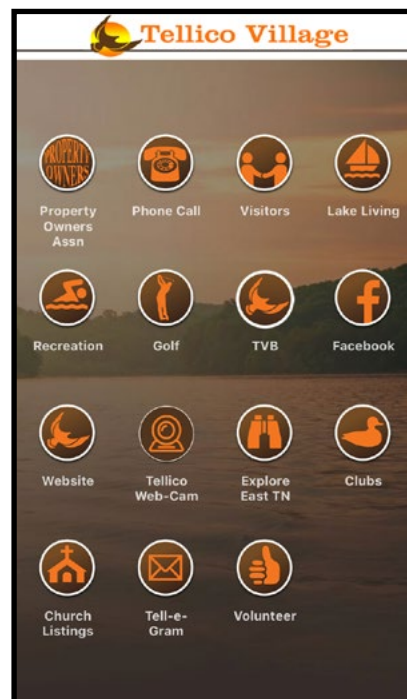 Tellico Village
PROPERTY
OWNERS
Property
Owners
Assn
Phone Call
Visitors
Lake Living
Recreation
Golf
TVB
Facebook
Website
Tellico
Web-Cam
Explore
East TN
Clubs
Church
Listings
Tell-e-
Gram
Volunteer